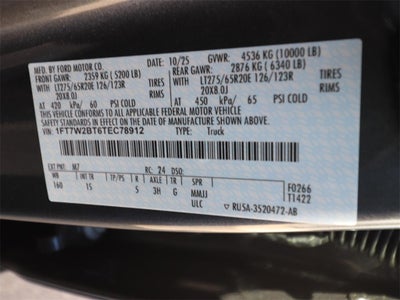 MFD. BY FORD MOTOR CO. 10/25 GVWR: 4536 KG (10000 LB)
FRONT GAWR: 2359 KG (5200 LB) REAR GAWR: 2876 KG (6340 LB)
LT275/65R20E 126/123R TIRES LT275/65R20E 126/123R TIRES
20X8.0J RIMS 20X8.0J RIMS
AT 420 kPa/ 60 PSI COLD AT 450 kPa/ 65 PSI COLD
THIS VEHICLE CONFORMS TO ALL APPLICABLE FEDERAL MOTOR VEHICLE
SAFETY STANDARDS IN EFFECT ON THE DATE OF MANUFACTURE SHOWN ABOVE.
VIN: 1FT7W2BT6TEC78912 TYPE: Truck
EXT PNT: M7 RC: 24 DSO:
WB INT TR TP/PS R AXLE TR SPR F0266
160 1S S 3H G MMJJ T1422
ULC RU5A-3520472-AB